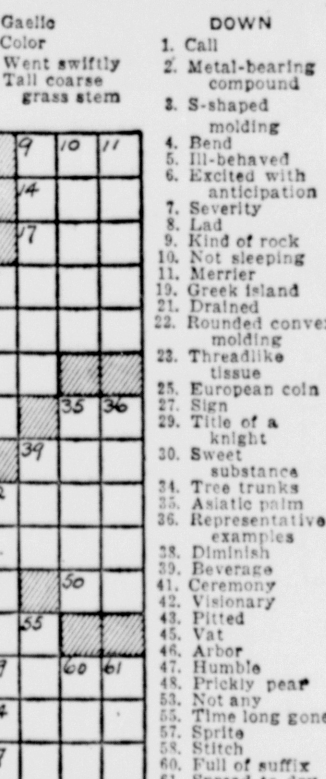 Gaelic
Color
Went swiftly
Tall coarse
grass stem
9 10 11
14
17
35 36
39
50
55
60 61
DOWN
1. Call
2. Metal-bearing
compound
3. S-shaped
molding
4. Bend
5. Ill-behaved
6. Excited with
anticipation
7. Severity
8. Lad
9. Kind of rock
10. Not sleeping
11. Merrier
19. Greek island
21. Drained
22. Rounded convex
molding
23. Threadlike
tissue
25. European coin
27. Sign
29. Title of a
knight
30. Sweet
substance
34. Tree trunks
35. Asiatic palm
36. Representative
examples
38. Diminish
39. Beverage
41. Ceremony
42. Visionary
43. Pitted
45. Vat
46. Arbor
47. Humble
48. Prickly pear
53. Not any
55. Time long gone
57. Sprite
58. Stitch
60. Full of suffix